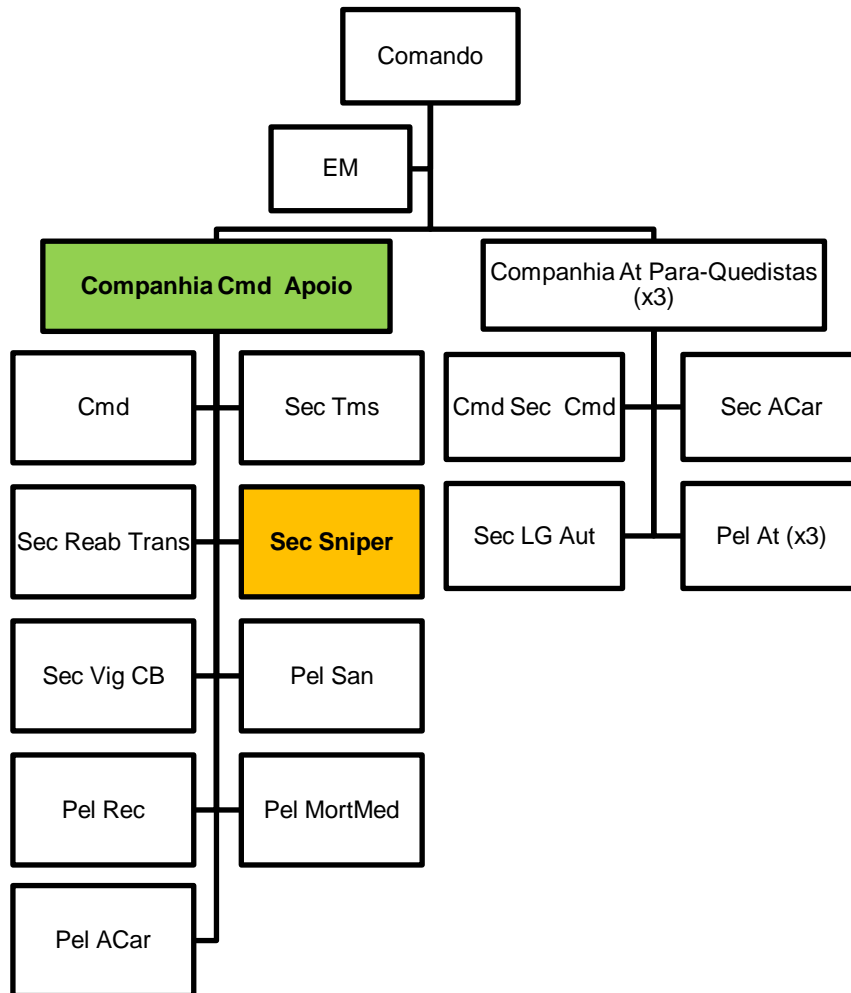 Comando
EM
Companhia Cmd Apoio
Companhia At Para-Quedistas
(x3)
Cmd
Sec Tms
Cmd Sec Cmd
Sec ACar
Sec Reab Trans
Sec Sniper
Sec LG Aut
Pel At (x3)
Sec Vig CB
Pel San
Pel Rec
Pel MortMed
Pel ACar